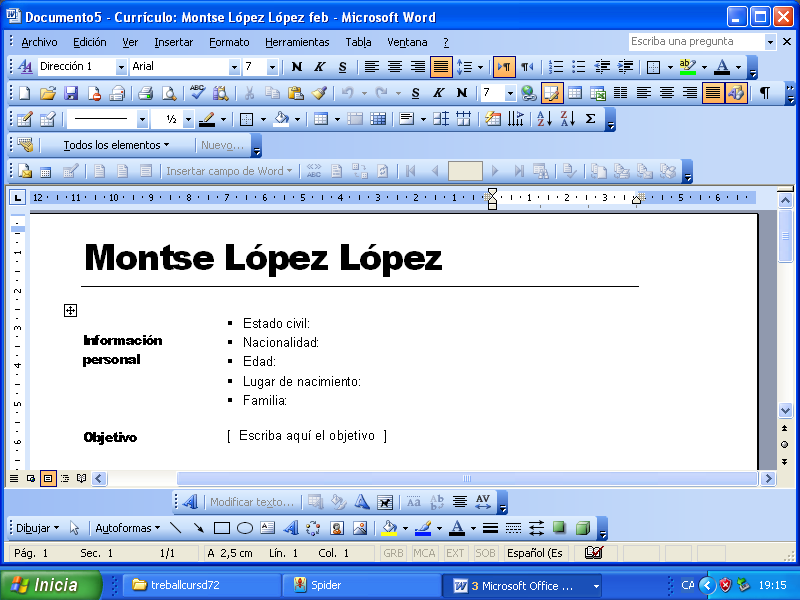 Documento5 - Currículo: Montse López López feb - Microsoft Word
Archivo Edición Ver Insertar Formato Herramientas Tabla Ventana ? Escriba una pregunta
Dirección 1 Arial 7 N K S
S K N 7
½
Todos los elementos Nuevo...
Insertar campo de Word
12 11 10 9 8 7 6 5 4 3 2 1 1 2 3 4 5 6
Montse López López
Información personal
Estado civil:
Nacionalidad:
Edad:
Lugar de nacimiento:
Familia:
Objetivo
[ Escriba aquí el objetivo ]
Modificar texto...
Dibujar Autoformas
Pág. 1 Sec. 1 1/1 A 2,5 cm Lín. 1 Col. 1 GRB MCA EXT SOB Español (Es
Inicia treballcursd72 Spider 3 Microsoft Office ... CA 19:15